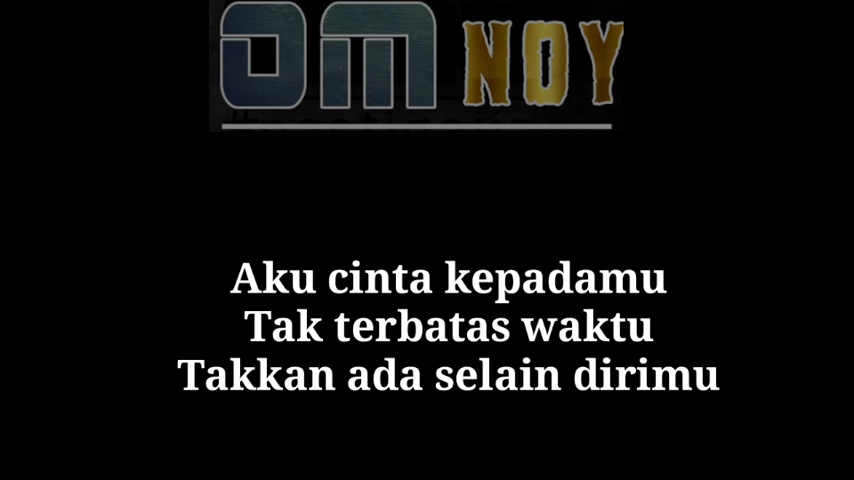 OM NOY
Aku cinta kepadamu
Tak terbatas waktu
Takkan ada selain dirimu